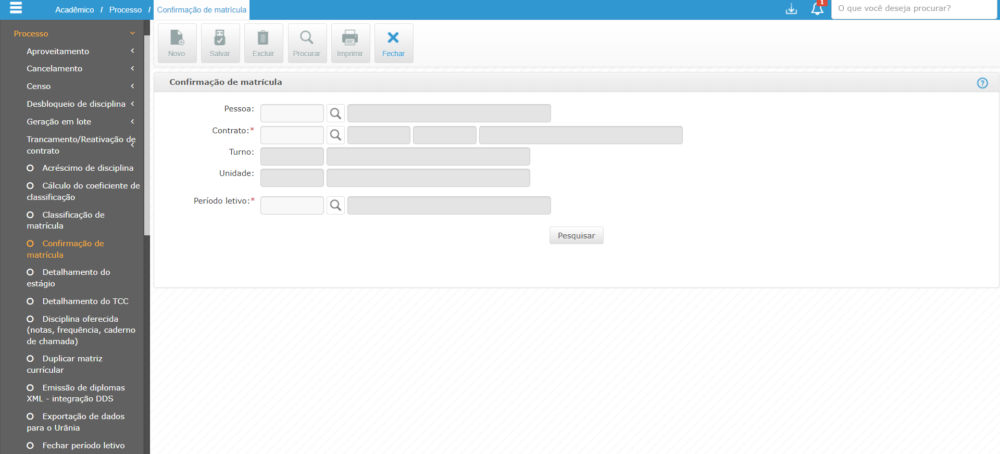 Acadêmico / Processo / Confirmação de matrícula
1
O que você deseja procurar?
Processo
Aproveitamento
Cancelamento
Censo
Desbloqueio de disciplina
Geração em lote
Trancamento/Reativação de
contrato
Acréscimo de disciplina
Cálculo do coeficiente de
classificação
Classificação de
matrícula
Confirmação de
matrícula
Detalhamento do
estágio
Detalhamento do TCC
Disciplina oferecida
(notas, frequência, caderno
de chamada)
Duplicar matriz
currícular
Emissão de diplomas
XML - integração DDS
Exportação de dados
para o Urânia
Fechar período letivo
Novo Salvar Excluir Procurar Imprimir Fechar
Confirmação de matrícula
?
Pessoa:
Contrato:*
Turno:
Unidade:
Período letivo:*
Pesquisar